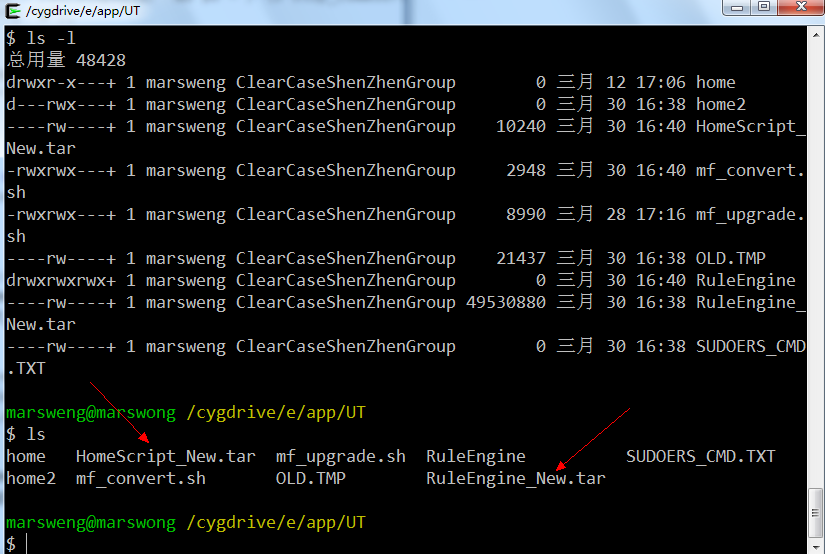 /cygdrive/e/app/UT
$ ls -l
总用量 48428
drwxr-x---+ 1 marsweng ClearCaseShenZhenGroup        0 三月 12 17:06 home
d---rwx---+ 1 marsweng ClearCaseShenZhenGroup        0 三月 30 16:38 home2
----rw----+ 1 marsweng ClearCaseShenZhenGroup    10240 三月 30 16:40 HomeScript_
New.tar
-rwxrwx---+ 1 marsweng ClearCaseShenZhenGroup     2948 三月 30 16:40 mf_convert.
sh
-rwxrwx---+ 1 marsweng ClearCaseShenZhenGroup     8990 三月 28 17:16 mf_upgrade.
sh
----rw----+ 1 marsweng ClearCaseShenZhenGroup    21437 三月 30 16:38 OLD.TMP
drwxrwxrwx+ 1 marsweng ClearCaseShenZhenGroup        0 三月 30 16:40 RuleEngine
----rw----+ 1 marsweng ClearCaseShenZhenGroup 49530880 三月 30 16:38 RuleEngine_
New.tar
----rw----+ 1 marsweng ClearCaseShenZhenGroup        0 三月 30 16:38 SUDOERS_CMD
.TXT
marsweng@marswong /cygdrive/e/app/UT
$ ls
home   HomeScript_New.tar  mf_upgrade.sh  RuleEngine          SUDOERS_CMD.TXT
home2  mf_convert.sh       OLD.TMP        RuleEngine_New.tar
marsweng@marswong /cygdrive/e/app/UT
$